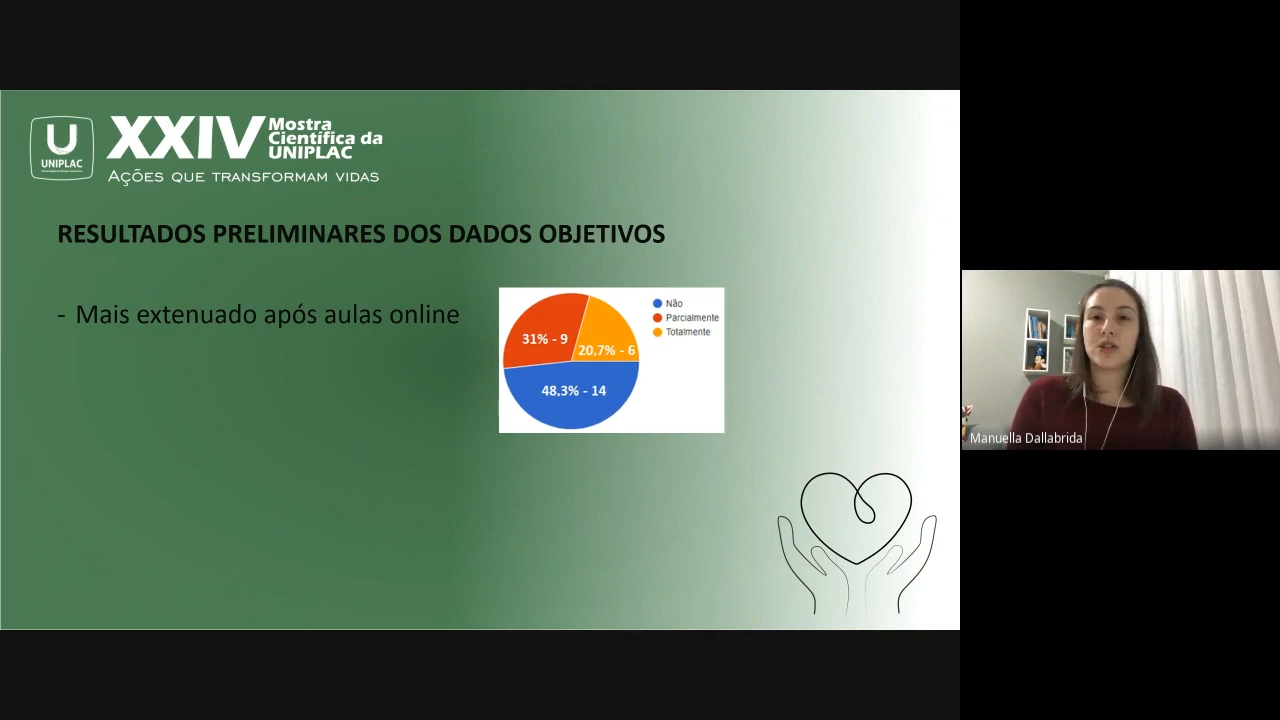 U
UNIPLAC
XXIV
Mostra
Científica da
UNIPLAC
AÇÕES QUE TRANSFORMAM VIDAS
RESULTADOS PRELIMINARES DOS DADOS OBJETIVOS
- Mais extenuado após aulas online
31% - 9
20,7% - 6
48,3% - 14
Não
Parcialmente
Totalmente
Manuella Dallabrida